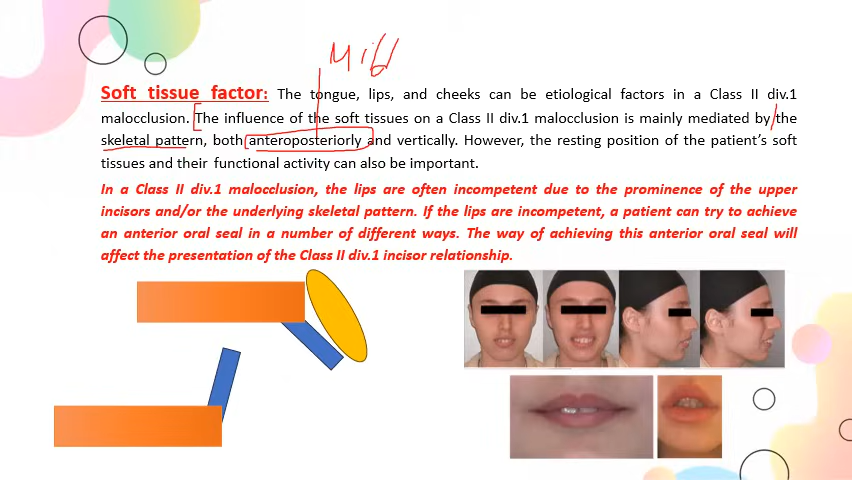 Soft tissue factor: The tongue, lips, and cheeks can be etiological factors in a Class II div.1
malocclusion. The influence of the soft tissues on a Class II div.1 malocclusion is mainly mediated by the
skeletal pattern, both anteroposteriorly and vertically. However, the resting position of the patient's soft
tissues and their functional activity can also be important.
In a Class II div.1 malocclusion, the lips are often incompetent due to the prominence of the upper
incisors and/or the underlying skeletal pattern. If the lips are incompetent, a patient can try to achieve
an anterior oral seal in a number of different ways. The way of achieving this anterior oral seal will
affect the presentation of the Class II div.1 incisor relationship.